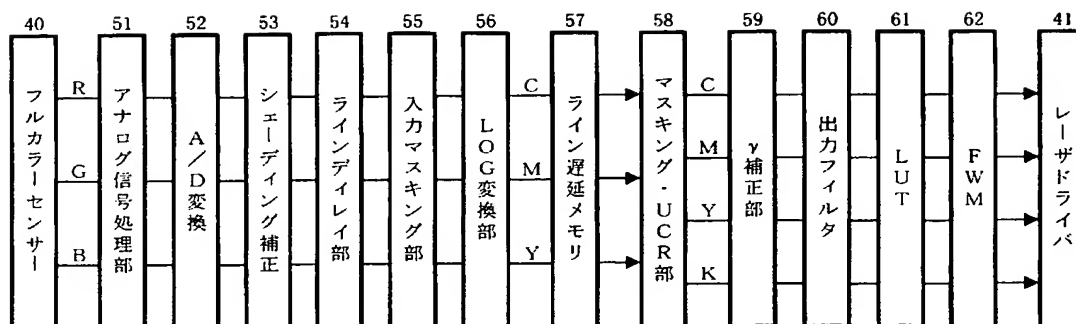 40 51 52 53 54 55 56 57 58 59 60 61 62 41
フルカラーセンサー
R
G
B
アナログ信号処理部
A/D変換
シェーディング補正
ラインディレイ部
入力マスキング部
LOG変換部
C
M
Y
ライン遅延メモリ
マスキング・UCR部
C
M
Y
K
γ補正部
出力フィルタ
LUT
FWM
レーザドライバ